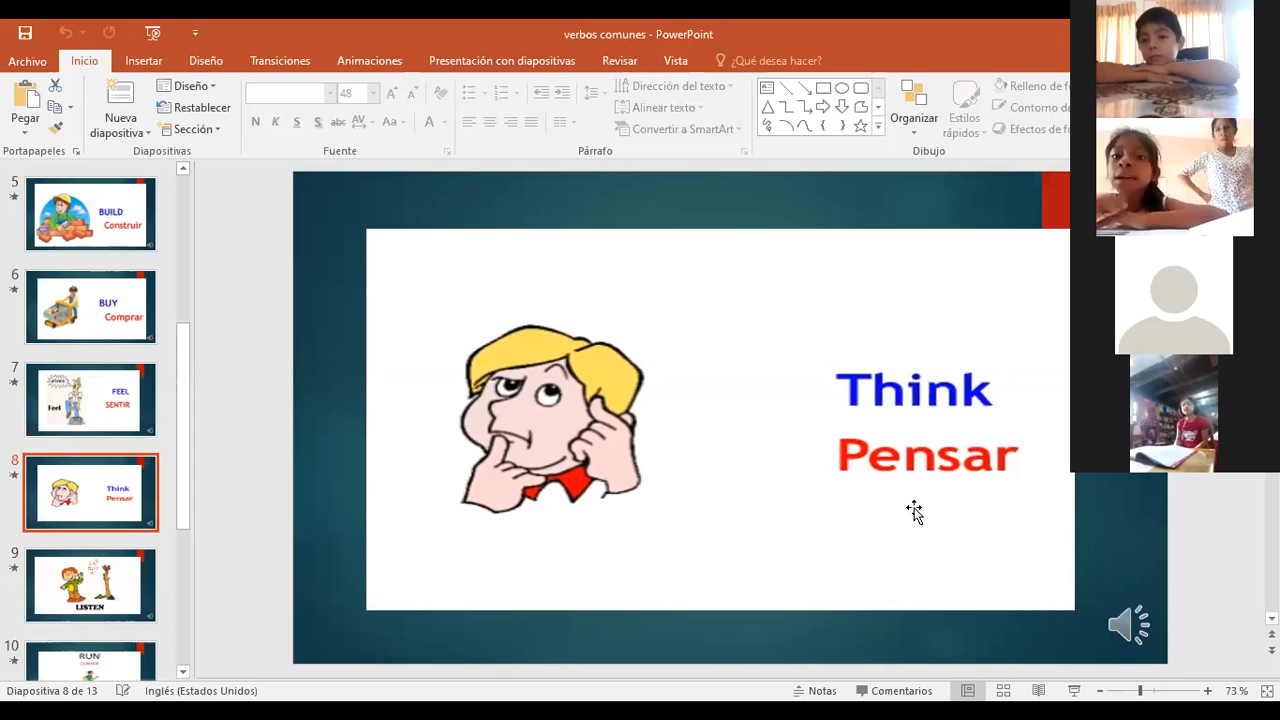 verbos comunes - PowerPoint
Archivo
Inicio
Insertar
Diseño
Transiciones
Animaciones
Presentación con diapositivas
Revisar
Vista
¿Qué desea hacer?
Pegar
Nueva diapositiva
Diseño
Restablecer
Sección
48
N K S S abc AV Aa A
Dirección del texto
Alinear texto
Convertir a SmartArt
Organizar
Estilos rápidos
Relleno de f
Contorno de
Efectos de f
Portapapeles
Diapositivas
Fuente
Párrafo
Dibujo
5
BUILD
Construir
6
BUY
Comprar
7
Feel
FEEL
SENTIR
8
Think
Pensar
9
LISTEN
10
RUN
Think
Pensar
Diapositiva 8 de 13
Inglés (Estados Unidos)
Notas
Comentarios
73 %